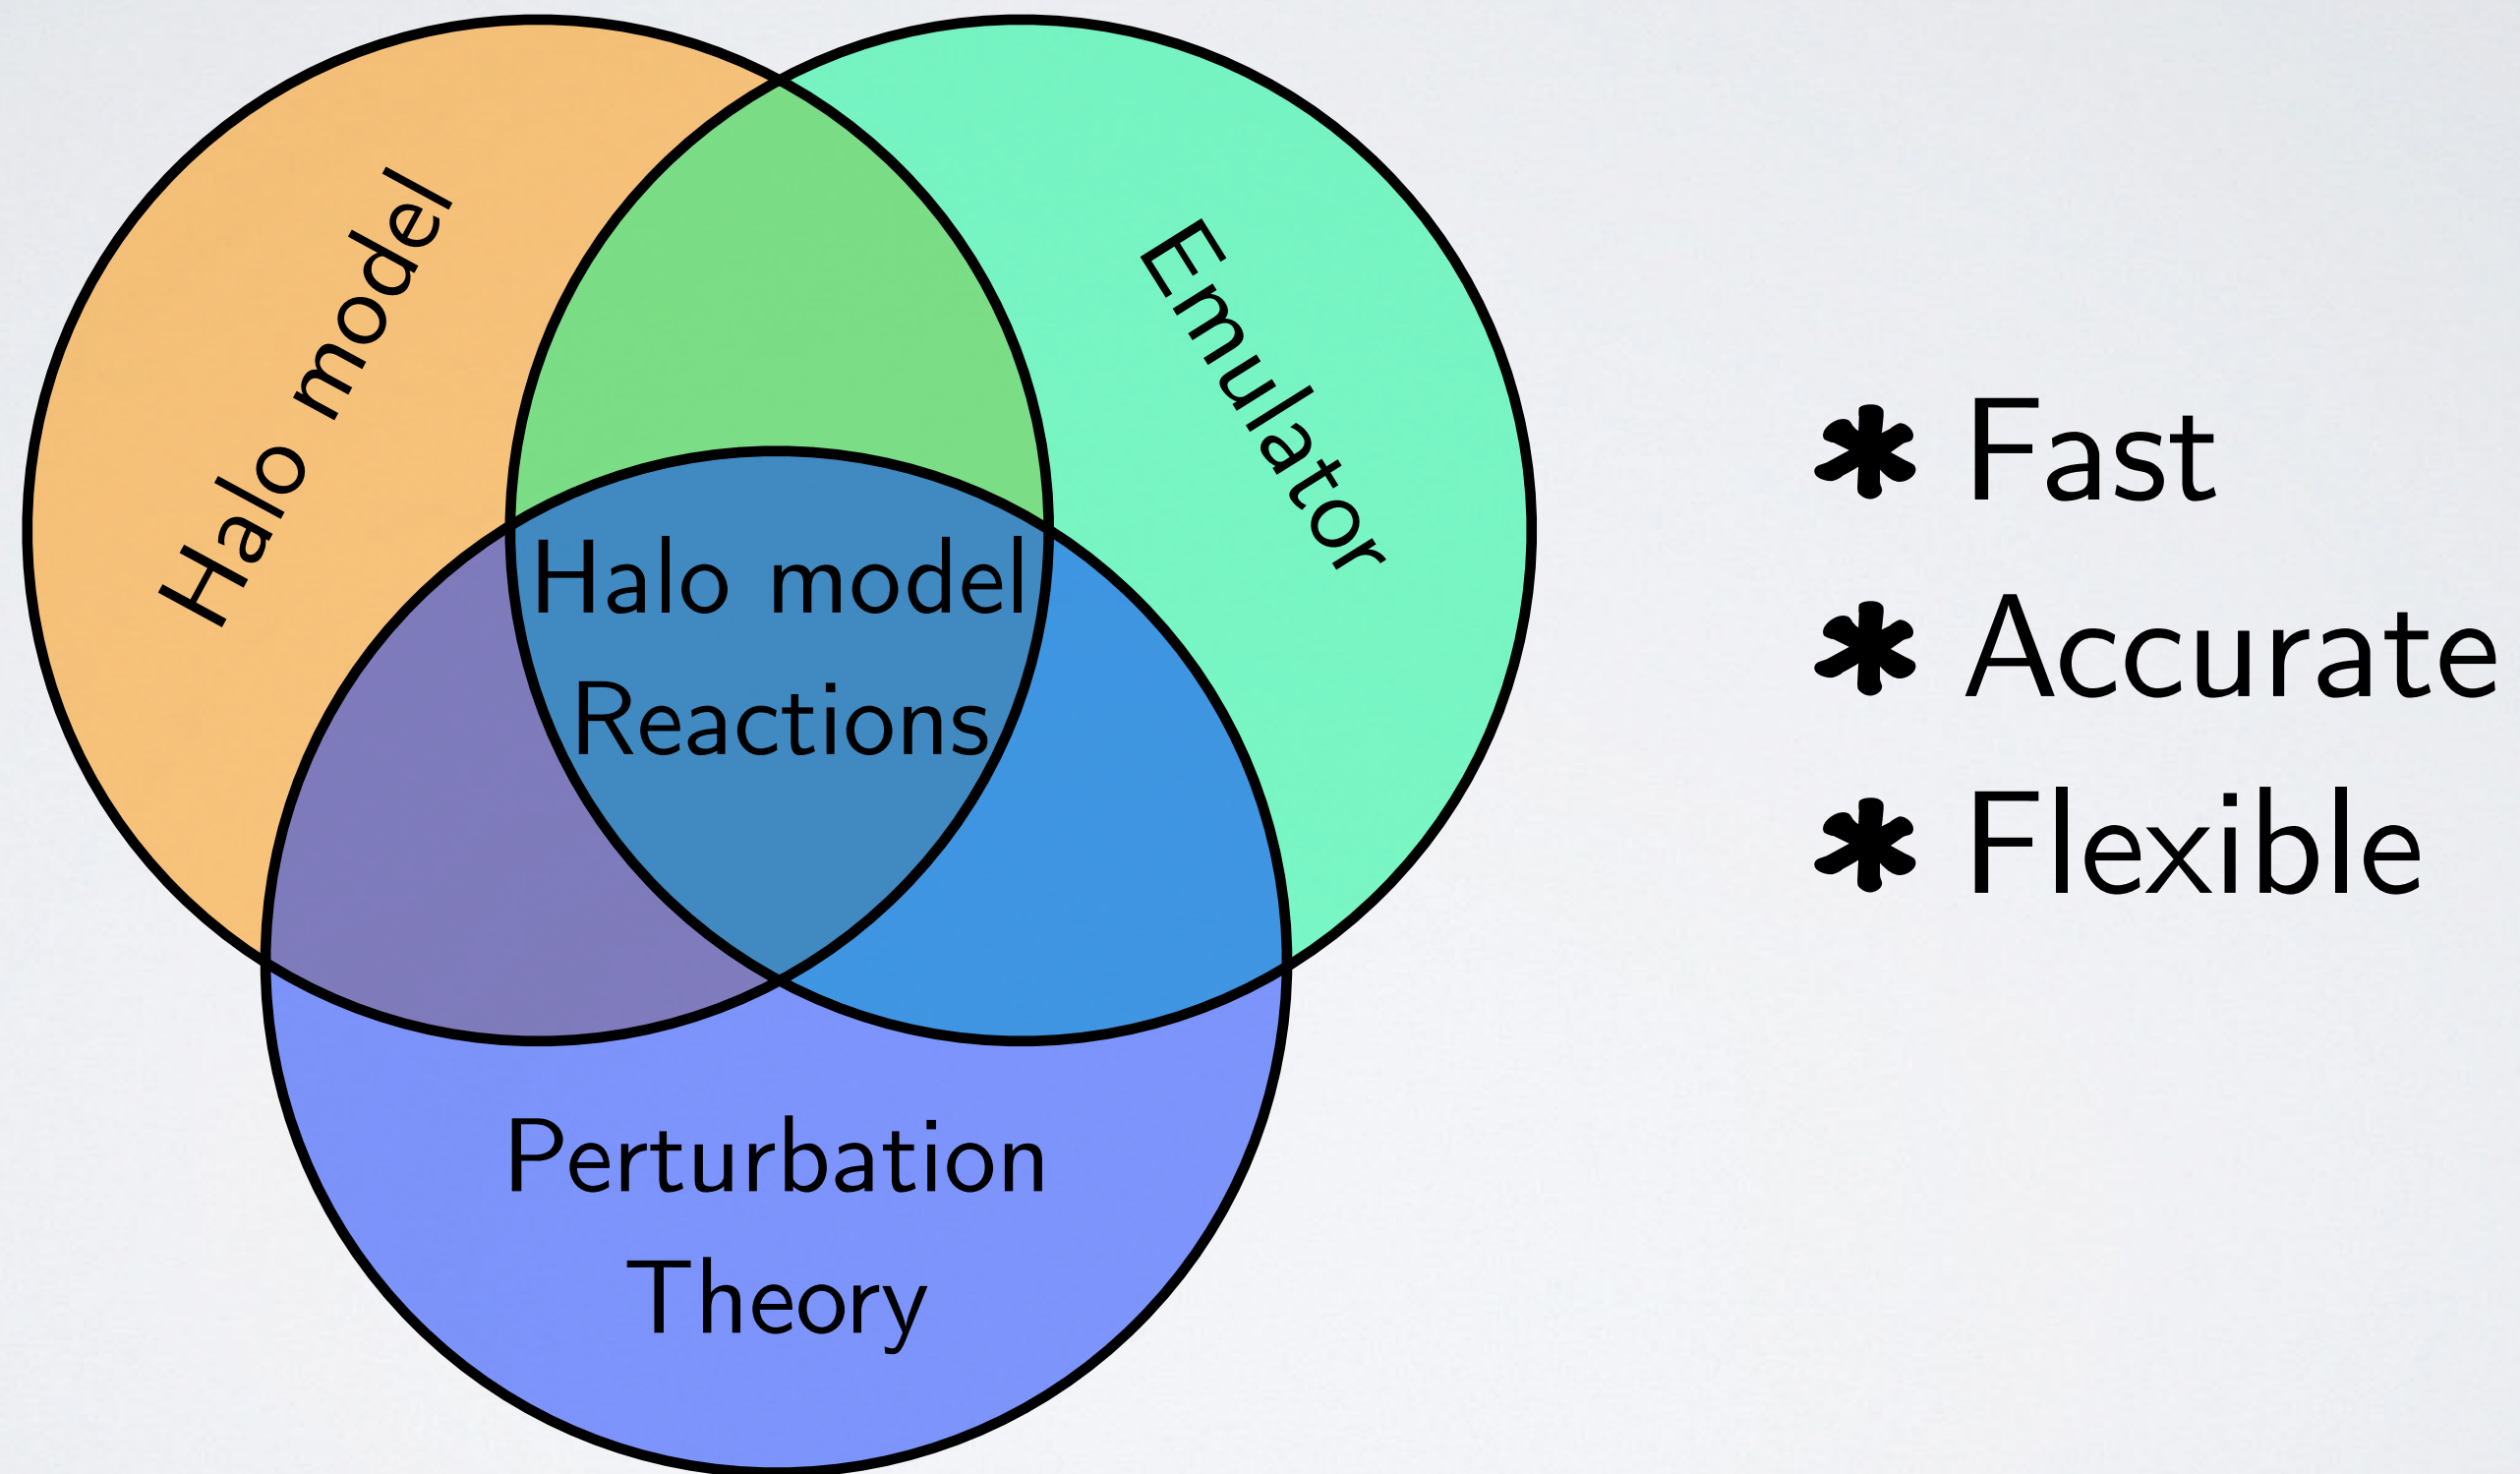 Halo model
Emulator
Halo model
Reactions
Perturbation
Theory
✱ Fast
✱ Accurate
✱ Flexible